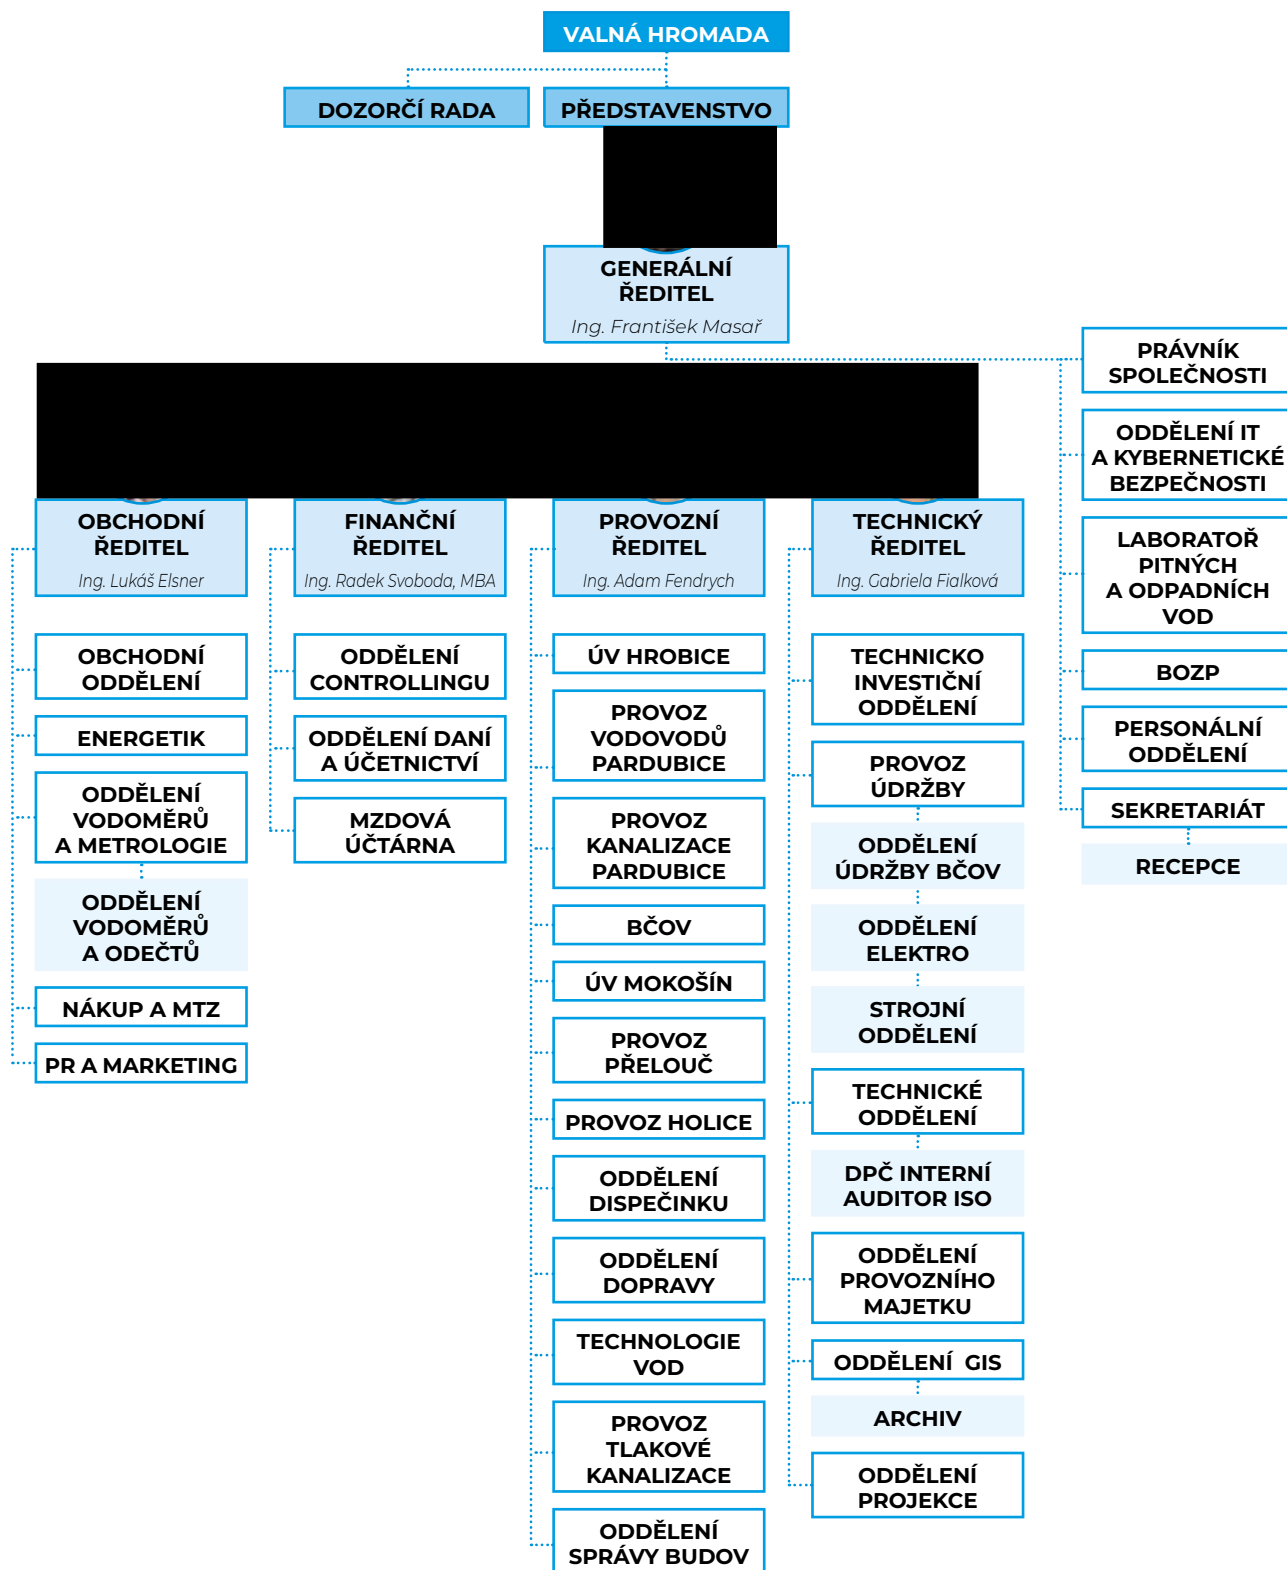 VALNÁ HROMADA
DOZORČÍ RADA
PŘEDSTAVENSTVO
GENERÁLNÍ
ŘEDITEL
Ing. František Masař
PRÁVNÍK
SPOLEČNOSTI
ODDĚLENÍ IT
A KYBERNETICKÉ
BEZPEČNOSTI
LABORATOŘ
PITNÝCH
A ODPADNÍCH
VOD
BOZP
PERSONÁLNÍ
ODDĚLENÍ
SEKRETARIÁT
RECEPCE
OBCHODNÍ
ŘEDITEL
Ing. Lukáš Elsner
OBCHODNÍ
ODDĚLENÍ
ENERGETIK
ODDĚLENÍ
VODOMĚRŮ
A METROLOGIE
ODDĚLENÍ
VODOMĚRŮ
A ODEČTŮ
NÁKUP A MTZ
PR A MARKETING
FINANČNÍ
ŘEDITEL
Ing. Radek Svoboda, MBA
ODDĚLENÍ
CONTROLLINGU
ODDĚLENÍ DANÍ
A ÚČETNICTVÍ
MZDOVÁ
ÚČTÁRNA
PROVOZNÍ
ŘEDITEL
Ing. Adam Fendrych
ÚV HROBICE
PROVOZ
VODOVODŮ
PARDUBICE
PROVOZ
KANALIZACE
PARDUBICE
BČOV
ÚV MOKOŠÍN
PROVOZ
PŘELOUČ
PROVOZ HOLICE
ODDĚLENÍ
DISPEČINKU
ODDĚLENÍ
DOPRAVY
TECHNOLOGIE
VOD
PROVOZ
TLAKOVÉ
KANALIZACE
ODDĚLENÍ
SPRÁVY BUDOV
TECHNICKÝ
ŘEDITEL
Ing. Gabriela Fialková
TECHNICKO
INVESTIČNÍ
ODDĚLENÍ
PROVOZ
ÚDRŽBY
ODDĚLENÍ
ÚDRŽBY BČOV
ODDĚLENÍ
ELEKTRO
STROJNÍ
ODDĚLENÍ
TECHNICKÉ
ODDĚLENÍ
DPČ INTERNÍ
AUDITOR ISO
ODDĚLENÍ
PROVOZNÍHO
MAJETKU
ODDĚLENÍ GIS
ARCHIV
ODDĚLENÍ
PROJEKCE